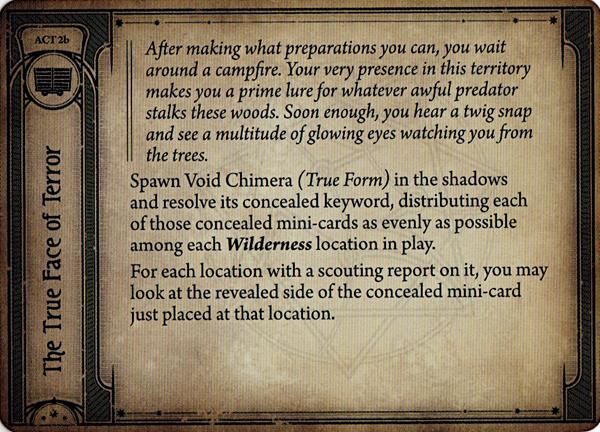 ACT 2b
The True Face of Terror
After making what preparations you can, you wait
around a campfire. Your very presence in this territory
makes you a prime lure for whatever awful predator
stalks these woods. Soon enough, you hear a twig snap
and see a multitude of glowing eyes watching you from
the trees.
Spawn Void Chimera (True Form) in the shadows
and resolve its concealed keyword, distributing each
of those concealed mini-cards as evenly as possible
among each Wilderness location in play.
For each location with a scouting report on it, you may
look at the revealed side of the concealed mini-card
just placed at that location.